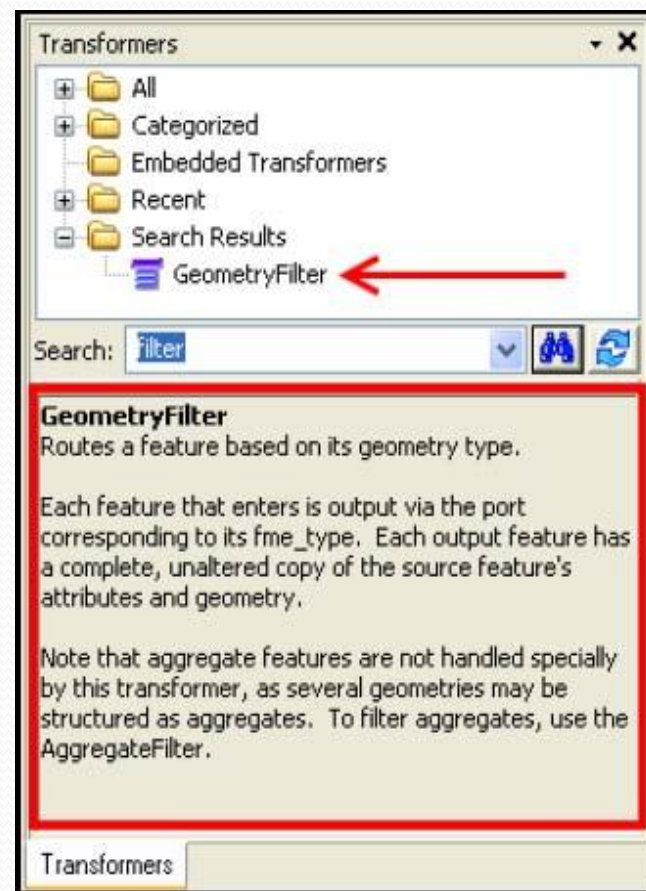 Transformers
All
Categorized
Embedded Transformers
Recent
Search Results
GeometryFilter
Search: filter
GeometryFilter
Routes a feature based on its geometry type.
Each feature that enters is output via the port
corresponding to its fme_type. Each output feature has
a complete, unaltered copy of the source feature's
attributes and geometry.
Note that aggregate features are not handled specially
by this transformer, as several geometries may be
structured as aggregates. To filter aggregates, use the
AggregateFilter.
Transformers